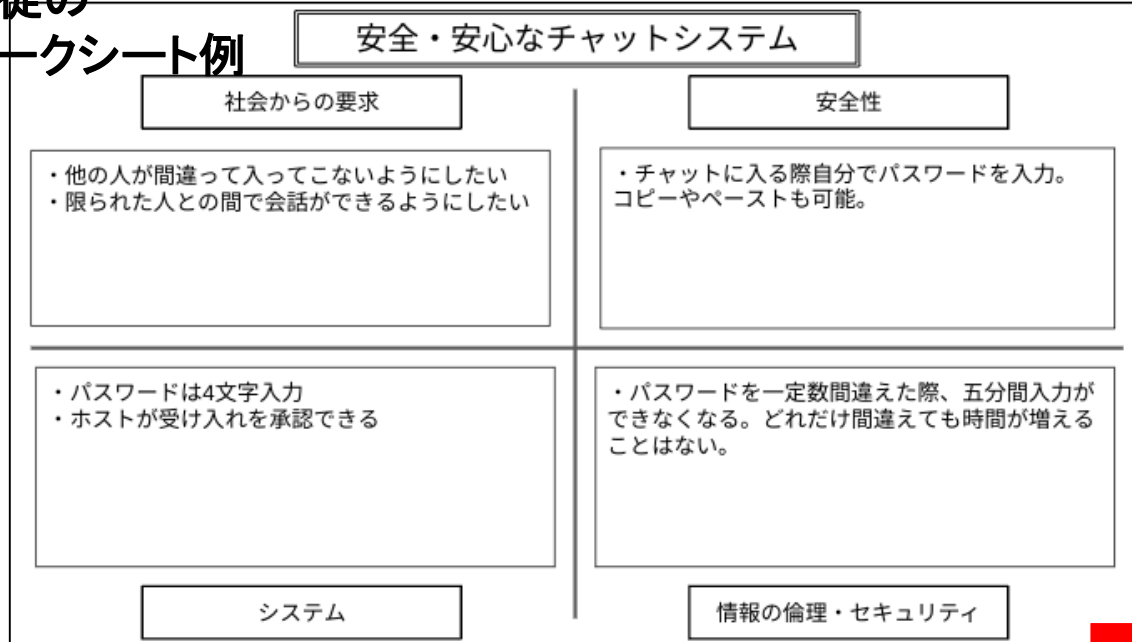 徒の
ークシート例
安全・安心なチャットシステム
社会からの要求
安全性
・他の人が間違って入ってこないようにしたい
・限られた人との間で会話ができるようにしたい
・チャットに入る際自分でパスワードを入力。
コピーやペーストも可能。
・パスワードは4文字入力
・ホストが受け入れを承認できる
・パスワードを一定数間違えた際、五分間入力が
できなくなる。どれだけ間違えても時間が増える
ことはない。
システム
情報の倫理・セキュリティ